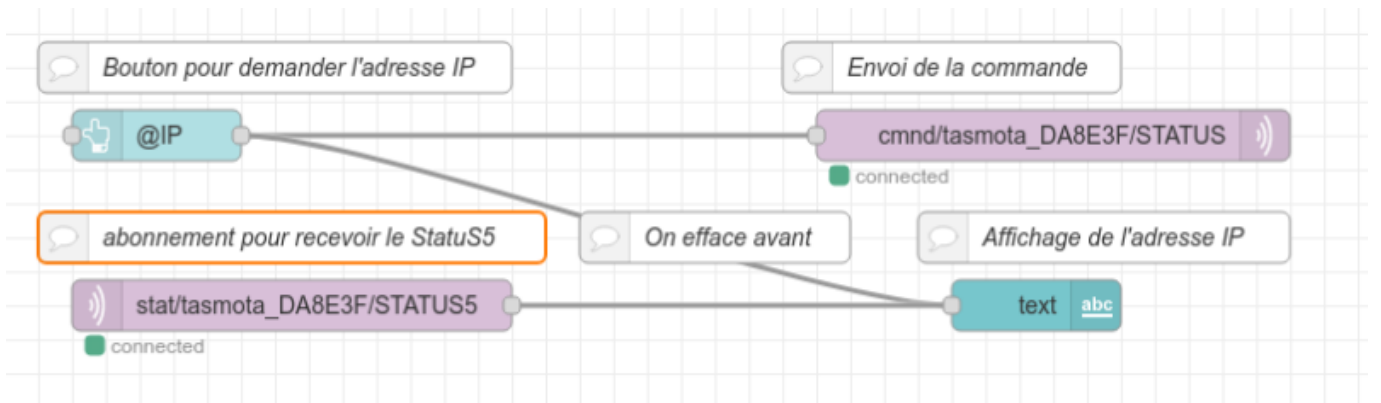 Bouton pour demander l'adresse IP
Envoi de la commande
@IP
cmnd/tasmota_DA8E3F/STATUS
connected
abonnement pour recevoir le StatuS5
On efface avant
Affichage de l'adresse IP
stat/tasmota_DA8E3F/STATUS5
text
abc
connected